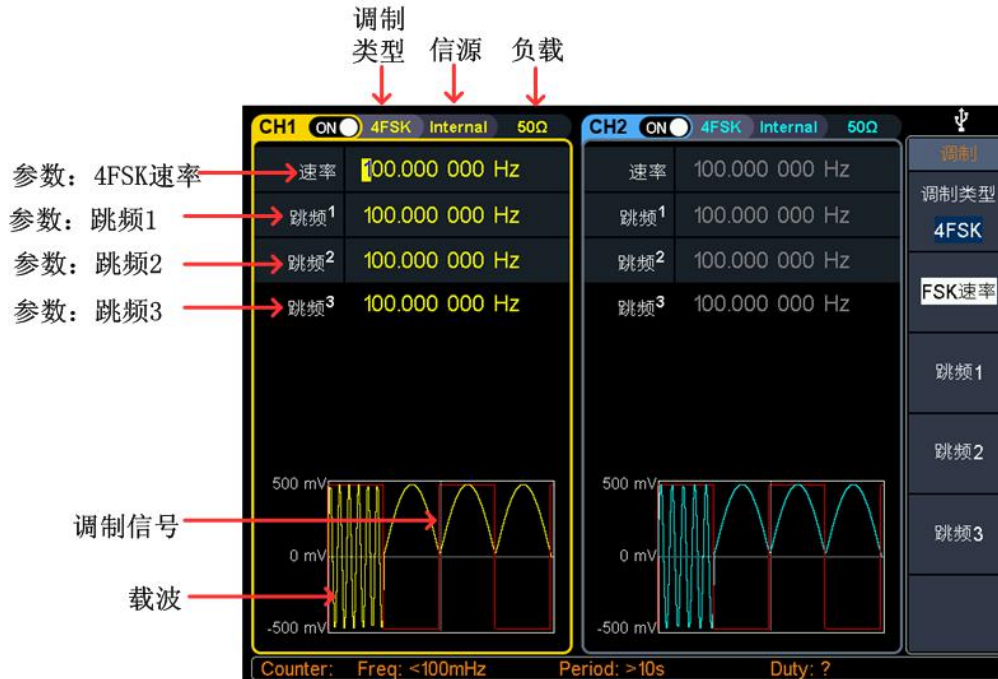 调制
类型 信源 负载
CH1 ON 4FSK Internal 50Ω
CH2 ON 4FSK Internal 50Ω
调制
参数：4FSK速率
速率 100.000 000 Hz
速率 100.000 000 Hz
调制类型
4FSK
参数：跳频1
跳频1 100.000 000 Hz
跳频1 100.000 000 Hz
参数：跳频2
跳频2 100.000 000 Hz
跳频2 100.000 000 Hz
FSK速率
参数：跳频3
跳频3 100.000 000 Hz
跳频3 100.000 000 Hz
跳频1
跳频2
跳频3
500 mV
0 mV
-500 mV
500 mV
0 mV
-500 mV
调制信号
载波
Counter: Freq: <100mHz Period: >10s Duty: ?